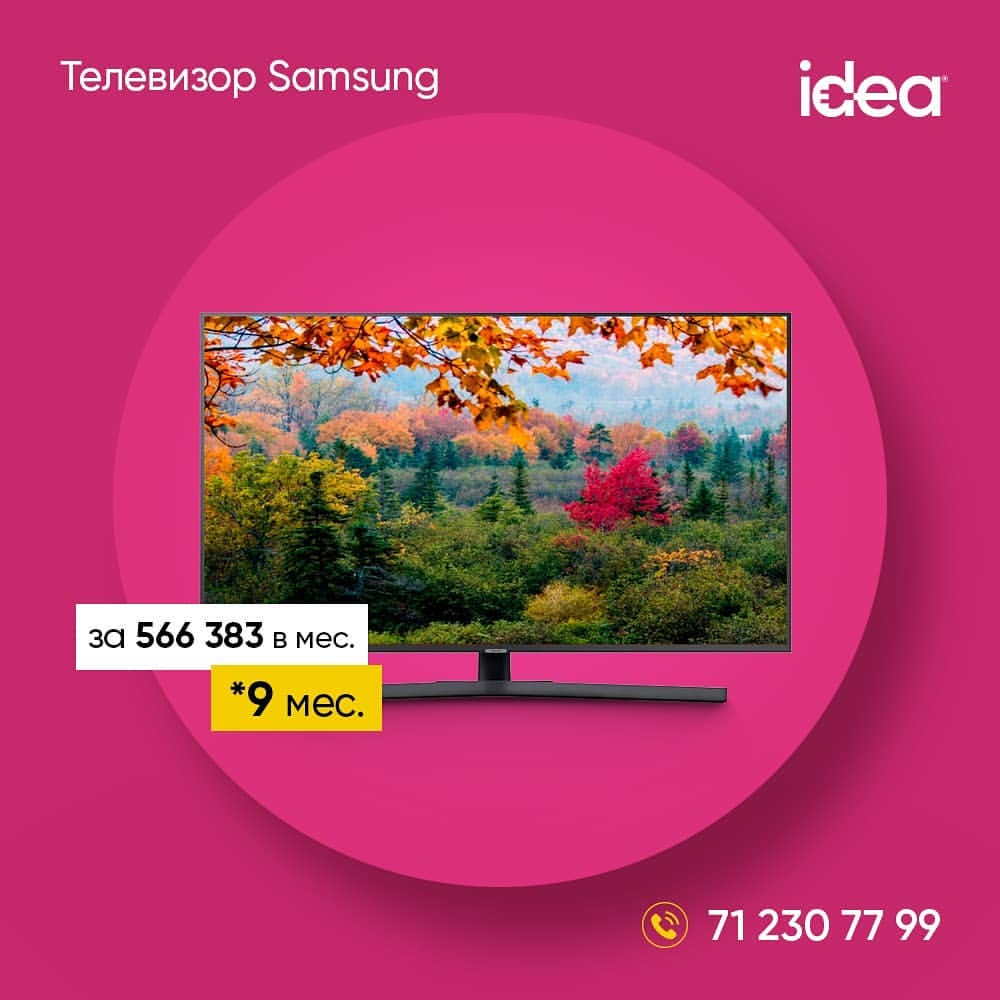 Телевизор Samsung
idea
за 566 383 в мес.
*9 мес.
71 230 77 99